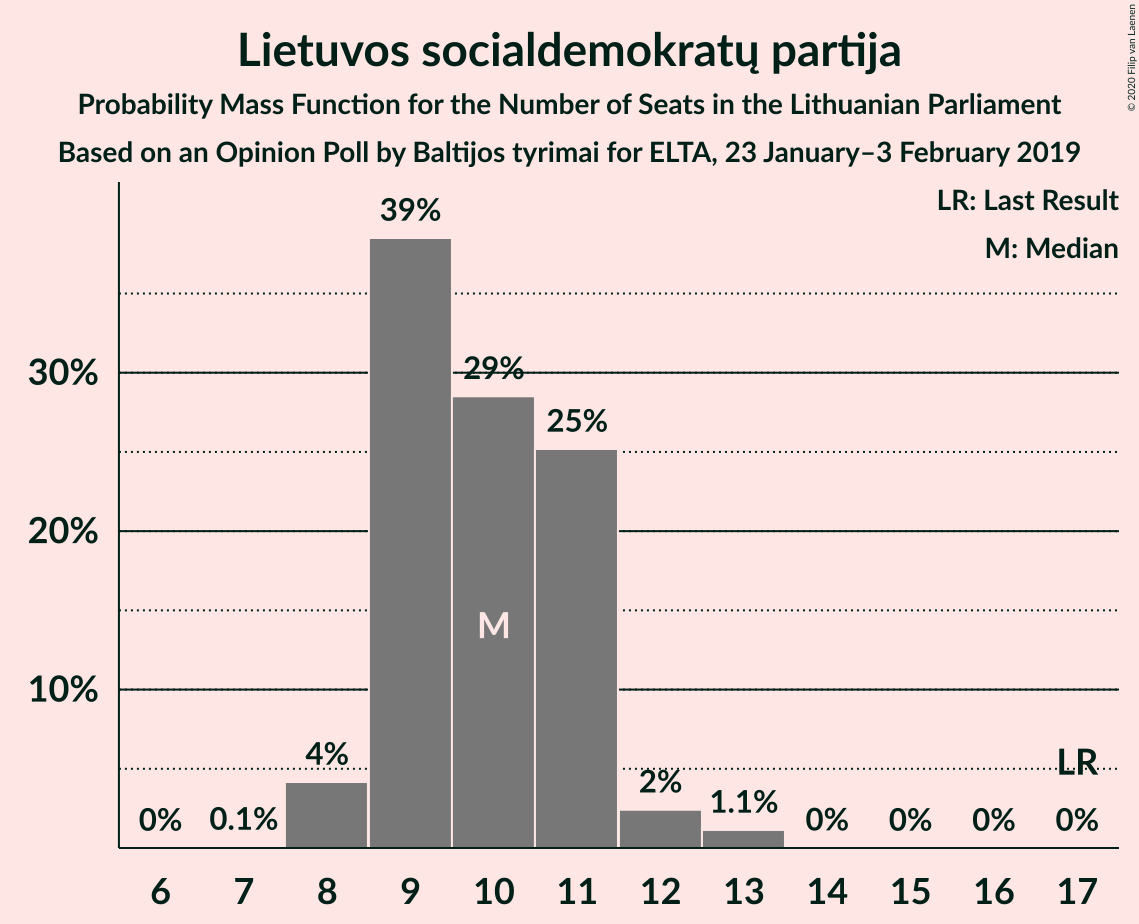 Lietuvos socialdemokratų partija
Probability Mass Function for the Number of Seats in the Lithuanian Parliament
Based on an Opinion Poll by Baltijos tyrimai for ELTA, 23 January–3 February 2019
© 2020 Filip van Laenen
LR: Last Result
M: Median
39%
30%
29%
25%
20%
M
10%
4%
2%
LR
0%
0.1%
1.1%
0%
0%
0%
0%
6 7 8 9 10 11 12 13 14 15 16 17